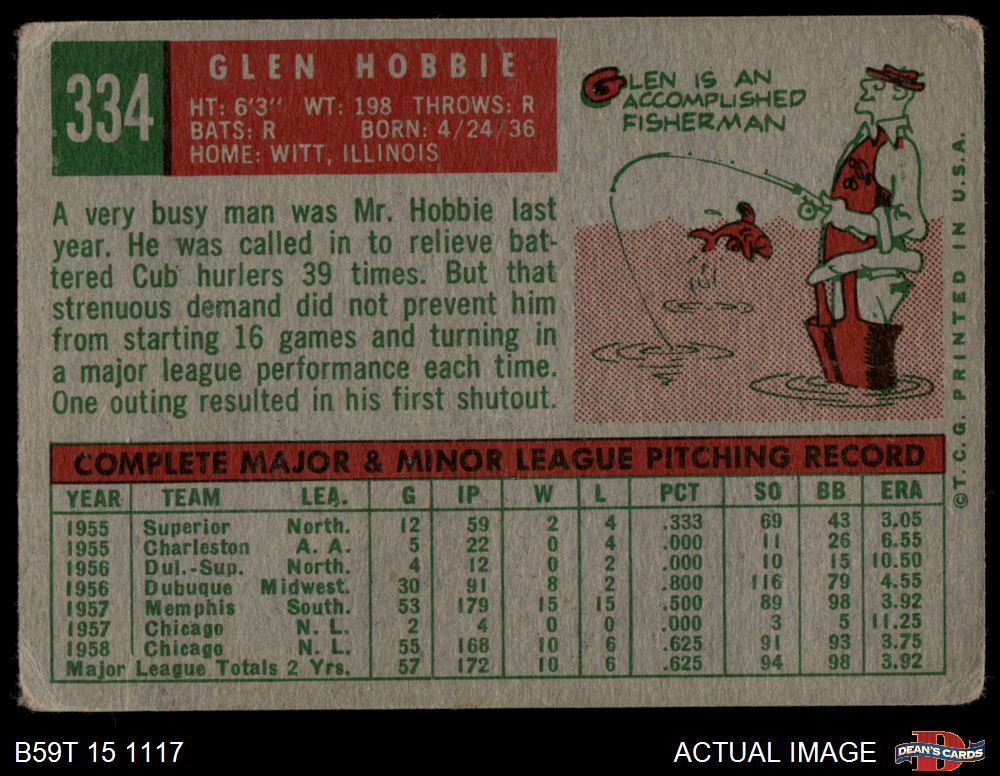 334
GLEN HOBBIE
HT: 6'3" WT: 198 THROWS: R
BATS: R BORN: 4/24/36
HOME: WITT, ILLINOIS
GLEN IS AN
ACCOMPLISHED
FISHERMAN
A very busy man was Mr. Hobbie last
year. He was called in to relieve bat-
tered Cub hurlers 39 times. But that
strenuous demand did not prevent him
from starting 16 games and turning in
a major league performance each time.
One outing resulted in his first shutout.
COMPLETE MAJOR & MINOR LEAGUE PITCHING RECORD
YEAR TEAM LEA. G IP W L PCT SO BB ERA
1955 Superior North. 12 59 2 4 .333 69 43 3.05
1955 Charleston A. A. 5 22 0 4 .000 11 26 6.55
1956 Dul.-Sup. North. 4 12 0 2 .000 10 15 10.50
1956 Dubuque Midwest. 30 91 8 2 .800 116 79 4.55
1957 Memphis South. 53 179 15 15 .500 89 98 3.92
1957 Chicago N. L. 2 4 0 0 .000 3 5 11.25
1958 Chicago N. L. 55 168 10 6 .625 91 93 3.75
Major League Totals 2 Yrs. 57 172 10 6 .625 94 98 3.92
©T.C.G. PRINTED IN U.S.A.
B59T 15 1117
ACTUAL IMAGE
D
DEAN'S CARDS